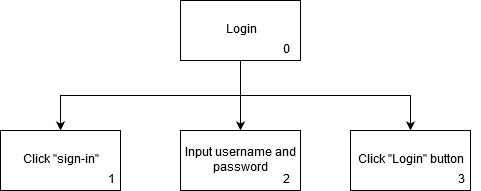 Login
0
Click "sign-in"
1
Input username and
password
2
Click "Login" button
3